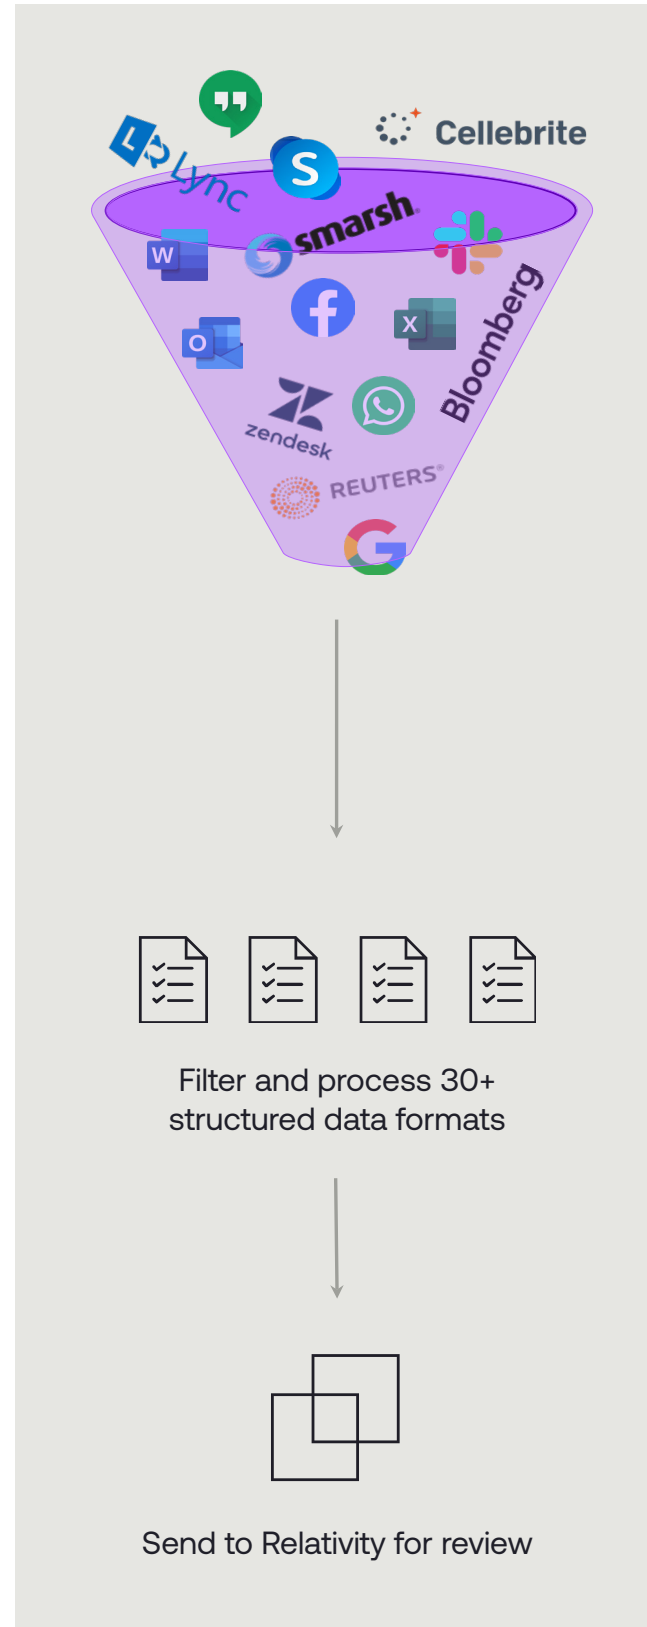 Cellebrite
Lync
S
smarsh.
W
Bloomberg
X
O
zendesk
REUTERS®
G
Filter and process 30+
structured data formats
Send to Relativity for review